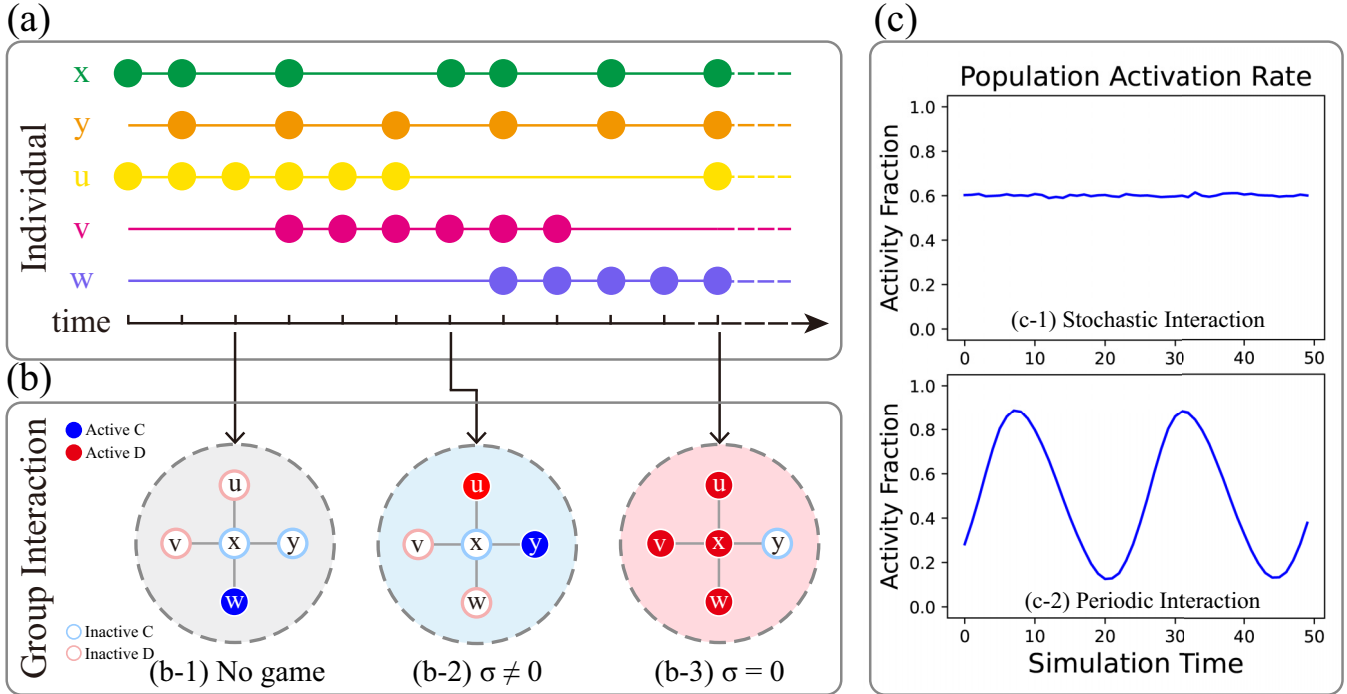 (a)
Individual
x
y
u
v
w
time
(b)
Group Interaction
Active C
Active D
Inactive C
Inactive D
u
v x y
w
(b-1) No game
u
v x y
w
(b-2) σ ≠ 0
u
v x y
w
(b-3) σ = 0
(c)
Population Activation Rate
Activity Fraction
1.0
0.8
0.6
0.4
0.2
0.0
(c-1) Stochastic Interaction
0 10 20 30 40 50
Activity Fraction
1.0
0.8
0.6
0.4
0.2
0.0
(c-2) Periodic Interaction
0 10 20 30 40 50
Simulation Time